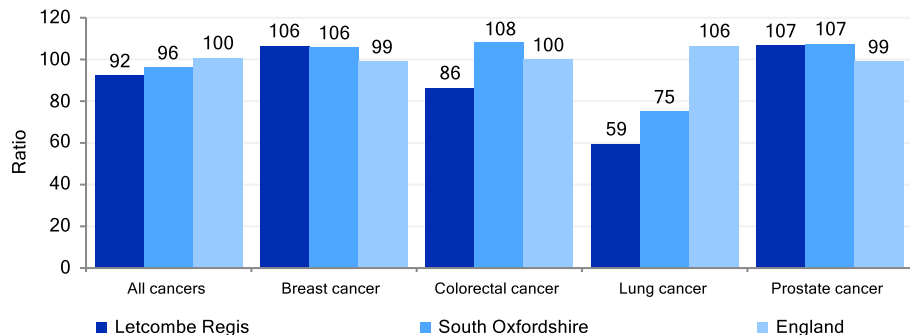 120
100
80
60
40
20
0
Ratio
92 96 100
106 106 99
86 108 100
59 75 106
107 107 99
All cancers Breast cancer Colorectal cancer Lung cancer Prostate cancer
Letcombe Regis South Oxfordshire England